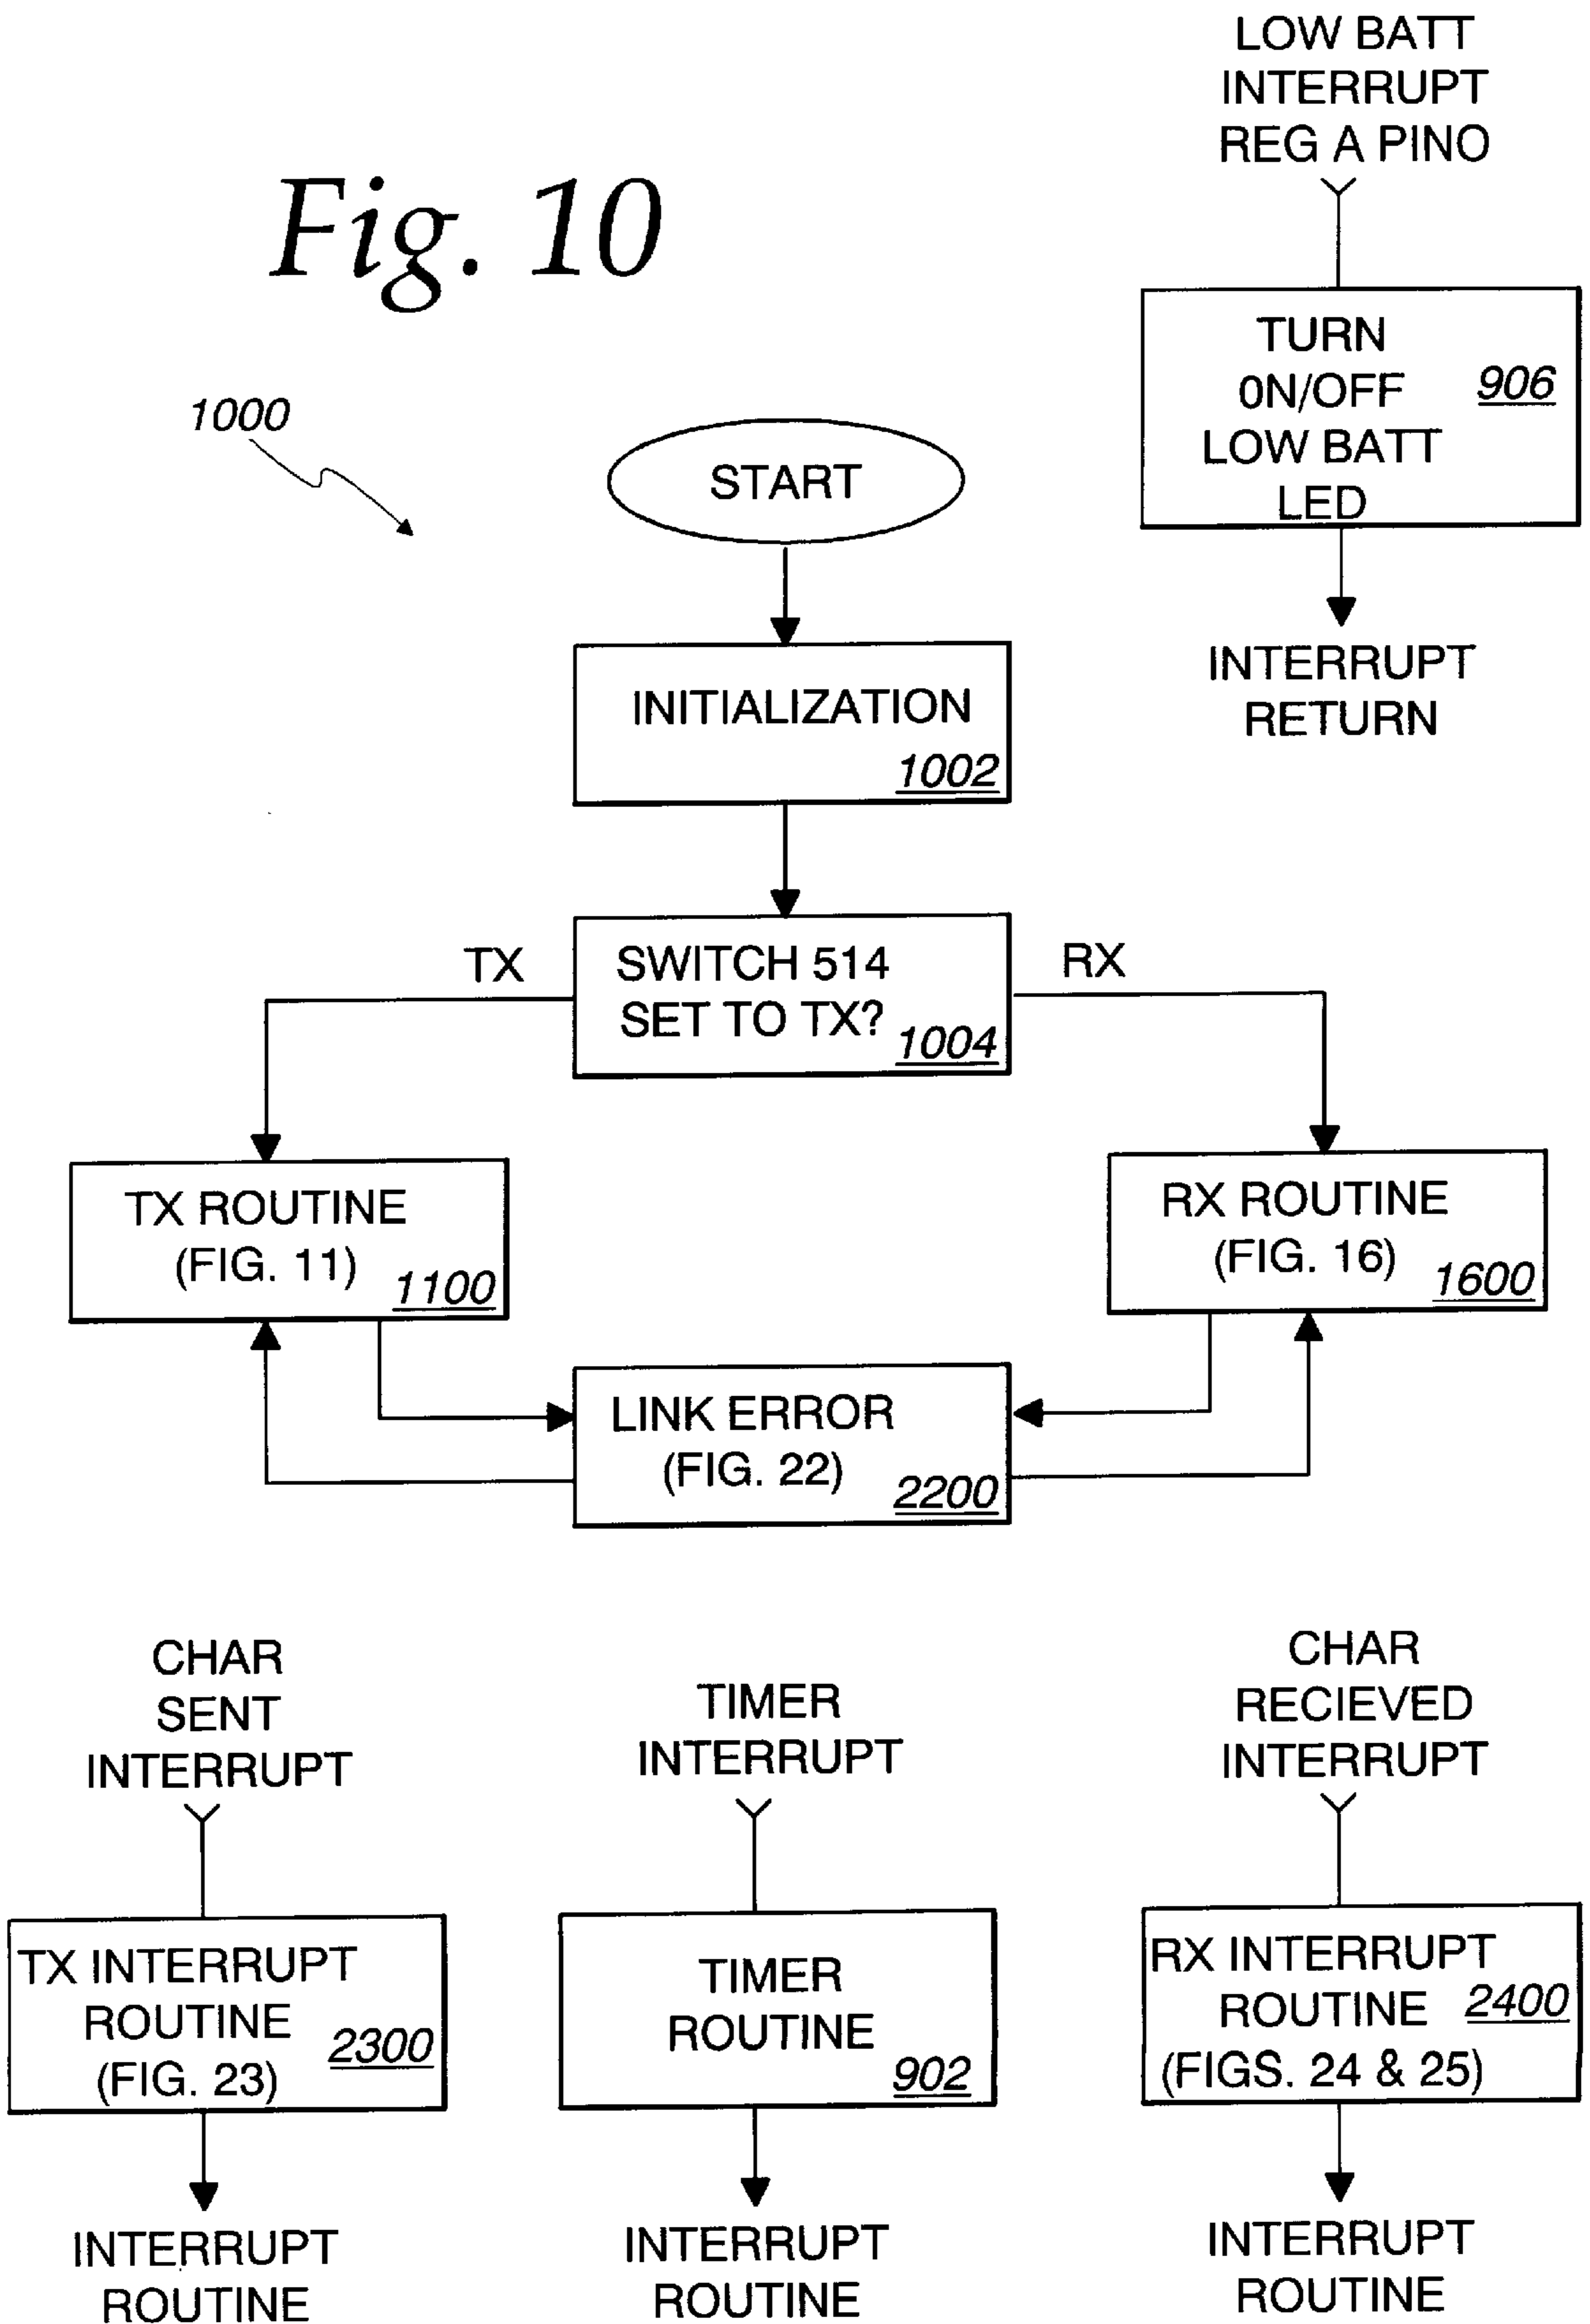 LOW BATT
INTERRUPT
REG A PINO
Fig. 10
TURN
0N/OFF
LOW BATT
LED
906
1000
START
INTERRUPT
RETURN
INITIALIZATION
1002
TX
SWITCH 514
SET TO TX?
1004
RX
TX ROUTINE
(FIG. 11)
1100
RX ROUTINE
(FIG. 16)
1600
LINK ERROR
(FIG. 22)
2200
CHAR
SENT
INTERRUPT
TIMER
INTERRUPT
CHAR
RECIEVED
INTERRUPT
TX INTERRUPT
ROUTINE
(FIG. 23)
2300
TIMER
ROUTINE
902
RX INTERRUPT
ROUTINE
2400
(FIGS. 24 & 25)
INTERRUPT
ROUTINE
INTERRUPT
ROUTINE
INTERRUPT
ROUTINE